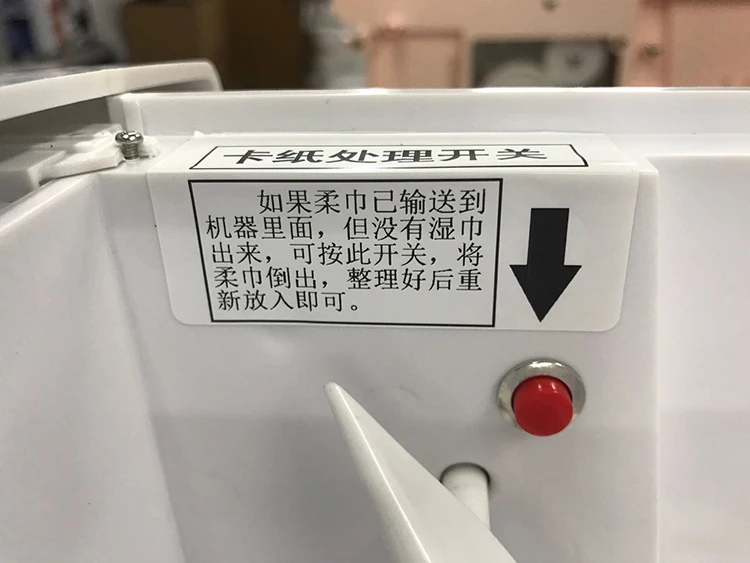 卡纸处理开关
如果柔巾已输送到
机器里面，但没有湿巾
出来，可按此开关，将
柔巾倒出，整理好后重
新放入即可。